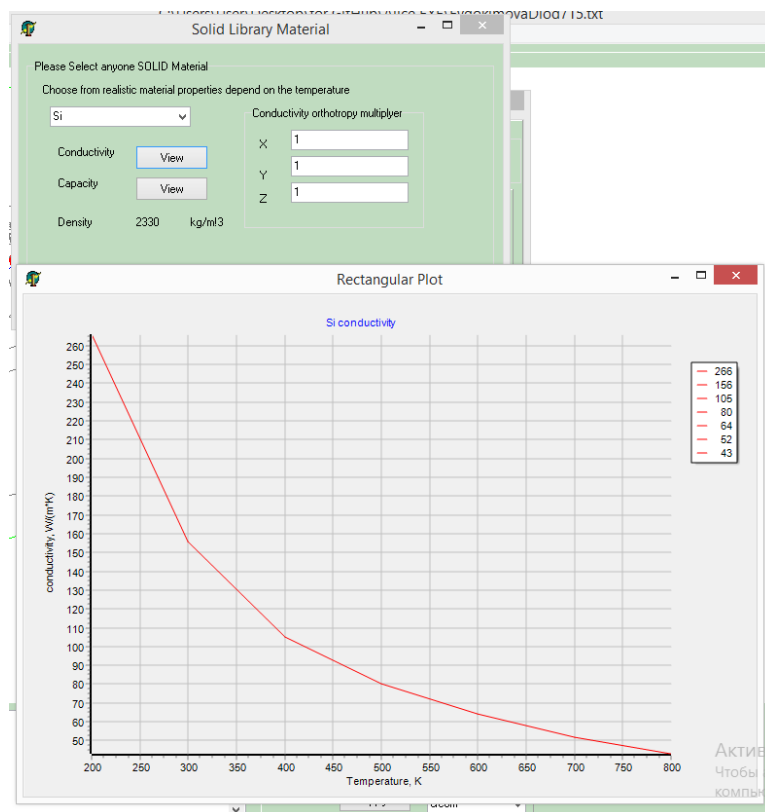 Solid Library Material
Please Select anyone SOLID Material
Choose from realistic material properties depend on the temperature
Si
Conductivity orthotropy multiplyer
Conductivity View
X 1
Y 1
Capacity View
Z 1
Density 2330 kg/m!3
Rectangular Plot
Si conductivity
266
156
105
80
64
52
43
260
250
240
230
220
210
200
190
180
170
160
150
140
130
120
110
100
90
80
70
60
50
conductivity, W/(m*K)
200 250 300 350 400 450 500 550 600 650 700 750 800
Temperature, K